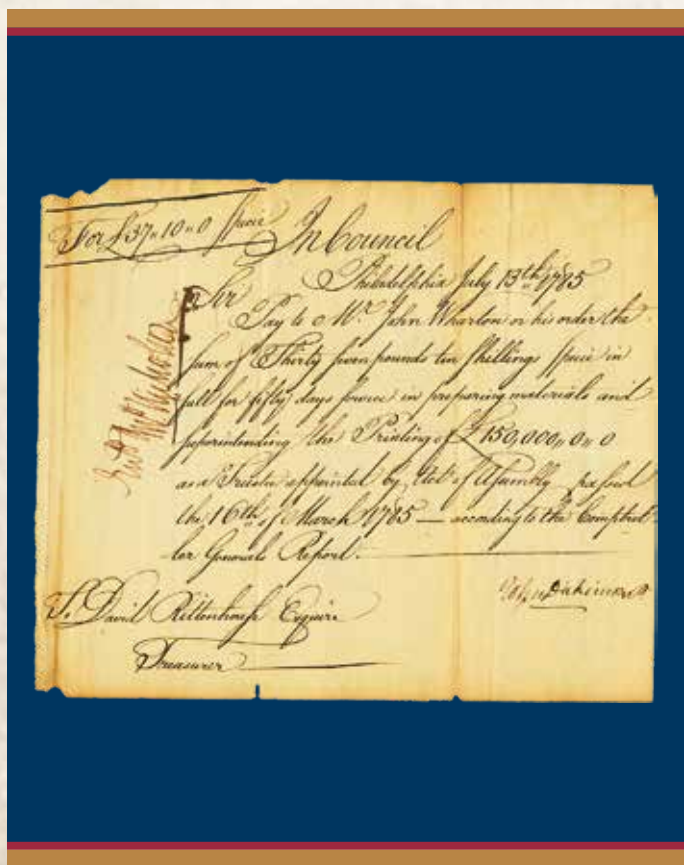 For £37"10"0 Specie
In Council
Philadelphia July 13th 1785
Sir
Pay to Mr John Wharton or his order the
sum of Thirty seven pounds ten Shillings Specie in
full for fifty days service in preparing materials and
superintending the Printing of £150,000"0"0
as a Trustee appointed by Act of Assembly passed
the 16th of March 1785 — according to the Comptrol-
ler Generals Report.
John Dickinson
To David Rittenhouse Esquire
Treasurer
Jno Nicholson